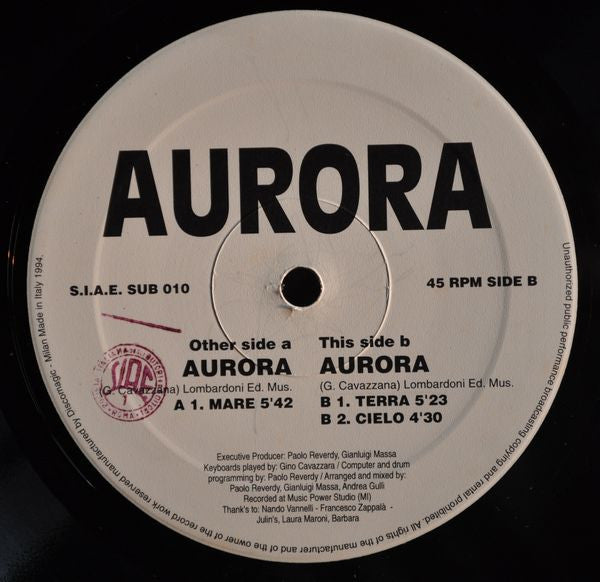 AURORA
S.I.A.E. SUB 010
45 RPM SIDE B
Other side a
AURORA
(G. Cavazzana) Lombardoni Ed. Mus.
A 1. MARE 5'42
This side b
AURORA
(G. Cavazzana) Lombardoni Ed. Mus.
B 1. TERRA 5'23
B 2. CIELO 4'30
Executive Producer: Paolo Reverdy, Gianluigi Massa
Keyboards played by: Gino Cavazzara / Computer and drum
programming by: Paolo Reverdy / Arranged and mixed by:
Paolo Reverdy, Gianluigi Massa, Andrea Gulli
Recorded at Music Power Studio (MI)
Thank's to: Nando Vannelli - Francesco Zappalà -
Julin's, Laura Maroni, Barbara
Unauthorized public performance broadcasting copying and rental prohibited. All rights of the manufacturer and of the owner of the record work reserved manufactured by Discomagic - Milan Made in Italy 1994.
ROMA